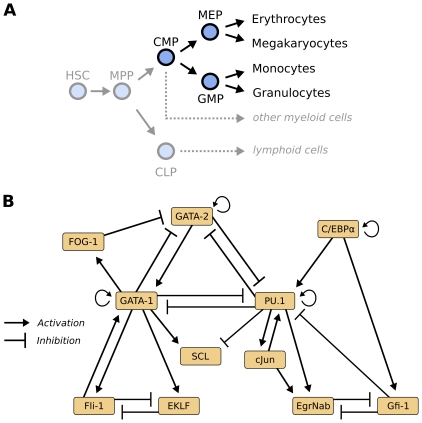 A
MEP
Erythrocytes
CMP
Megakaryocytes
HSC
MPP
Monocytes
Granulocytes
GMP
other myeloid cells
lymphoid cells
CLP
B
GATA-2
C/EBPα
FOG-1
GATA-1
PU.1
Activation
Inhibition
SCL
cJun
Fli-1
EKLF
EgrNab
Gfi-1